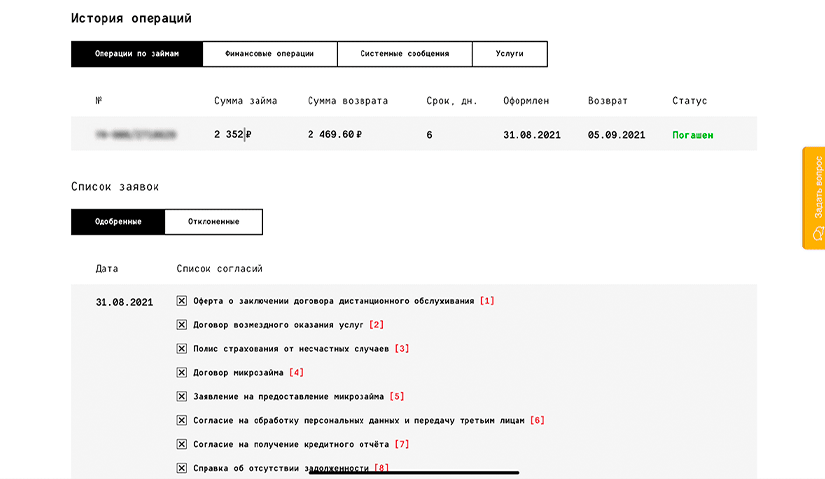 История операций
Операции по займам Финансовые операции Системные сообщения Услуги
№ Сумма займа Сумма возврата Срок, дн. Оформлен Возврат Статус
2 352 ₽ 2 469.60 ₽ 6 31.08.2021 05.09.2021 Погашен
Задать вопрос
Список заявок
Одобренные Отклоненные
Дата Список согласий
31.08.2021 Оферта о заключении договора дистанционного обслуживания [1]
Договор возмездного оказания услуг [2]
Полис страхования от несчастных случаев [3]
Договор микрозайма [4]
Заявление на предоставление микрозайма [5]
Согласие на обработку персональных данных и передачу третьим лицам [6]
Согласие на получение кредитного отчёта [7]
Справка об отсутствии задолженности [8]